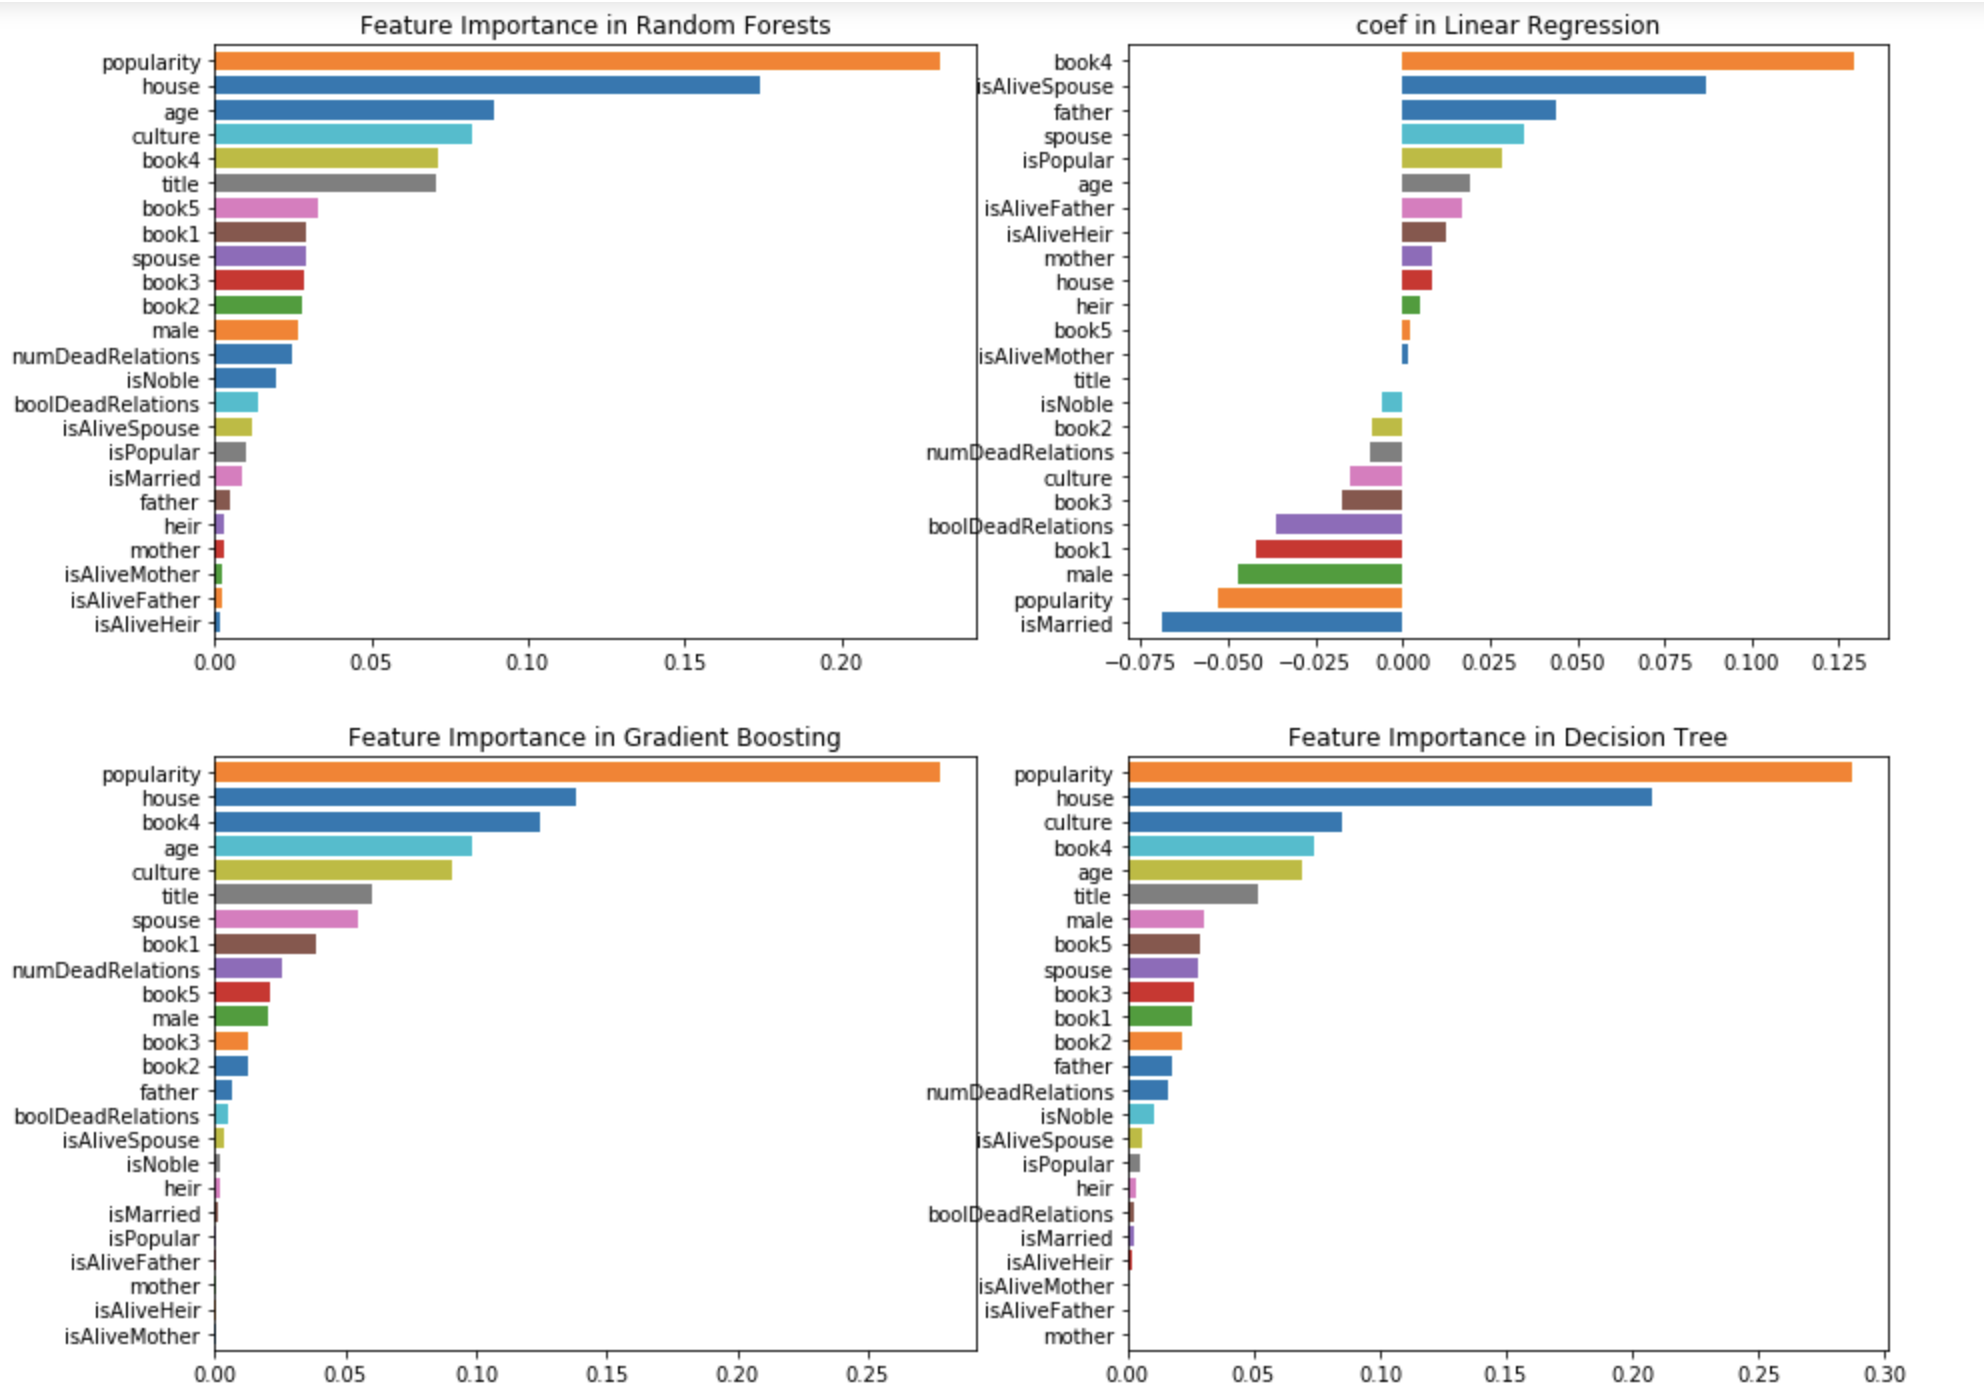 Feature Importance in Random Forests
popularity
house
age
culture
book4
title
book5
book1
spouse
book3
book2
male
numDeadRelations
isNoble
boolDeadRelations
isAliveSpouse
isPopular
isMarried
father
heir
mother
isAliveMother
isAliveFather
isAliveHeir
0.00 0.05 0.10 0.15 0.20
coef in Linear Regression
book4
isAliveSpouse
father
spouse
isPopular
age
isAliveFather
isAliveHeir
mother
house
heir
book5
isAliveMother
title
isNoble
book2
numDeadRelations
culture
book3
boolDeadRelations
book1
male
popularity
isMarried
−0.075 −0.050 −0.025 0.000 0.025 0.050 0.075 0.100 0.125
Feature Importance in Gradient Boosting
popularity
house
book4
age
culture
title
spouse
book1
numDeadRelations
book5
male
book3
book2
father
boolDeadRelations
isAliveSpouse
isNoble
heir
isMarried
isPopular
isAliveFather
mother
isAliveHeir
isAliveMother
0.00 0.05 0.10 0.15 0.20 0.25
Feature Importance in Decision Tree
popularity
house
culture
book4
age
title
male
book5
spouse
book3
book1
book2
father
numDeadRelations
isNoble
isAliveSpouse
isPopular
heir
boolDeadRelations
isMarried
isAliveHeir
isAliveMother
isAliveFather
mother
0.00 0.05 0.10 0.15 0.20 0.25 0.30